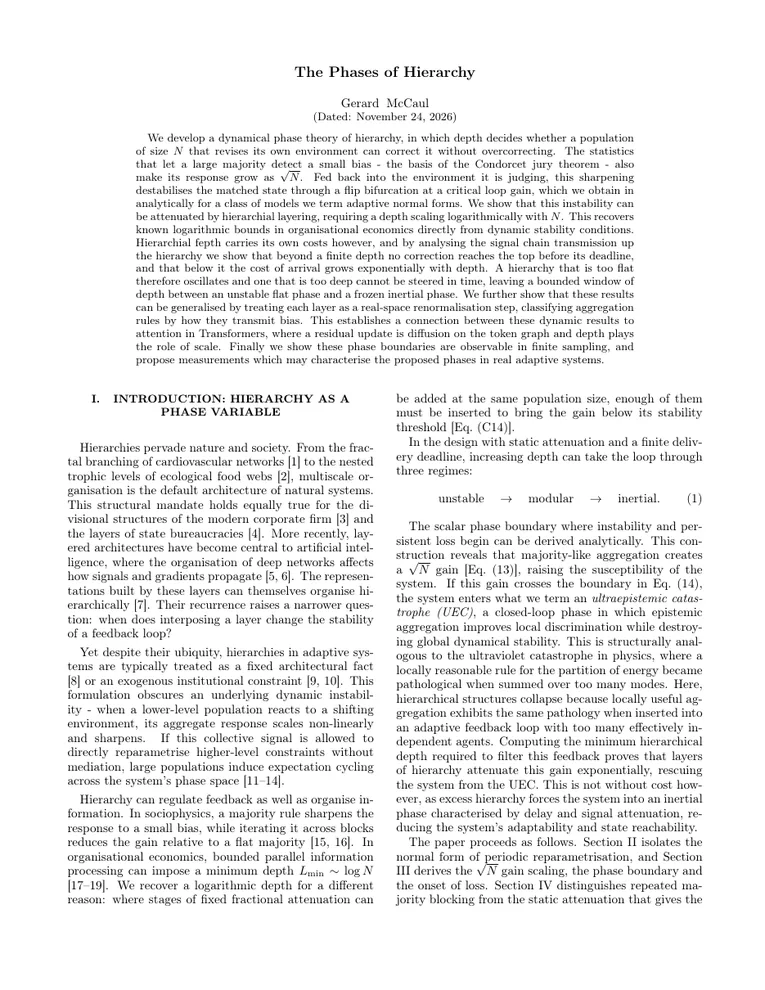 The Phases of Hierarchy
Gerard McCaul
(Dated: November 24, 2026)
We develop a dynamical phase theory of hierarchy, in which depth decides whether a population
of size N that revises its own environment can correct it without overcorrecting. The statistics
that let a large majority detect a small bias - the basis of the Condorcet jury theorem - also
make its response grow as √N. Fed back into the environment it is judging, this sharpening
destabilises the matched state through a flip bifurcation at a critical loop gain, which we obtain in
analytically for a class of models we term adaptive normal forms. We show that this instability can
be attenuated by hierarchial layering, requiring a depth scaling logarithmically with N. This recovers
known logarithmic bounds in organisational economics directly from dynamic stability conditions.
Hierarchial fepth carries its own costs however, and by analysing the signal chain transmission up
the hierarchy we show that beyond a finite depth no correction reaches the top before its deadline,
and that below it the cost of arrival grows exponentially with depth. A hierarchy that is too flat
therefore oscillates and one that is too deep cannot be steered in time, leaving a bounded window of
depth between an unstable flat phase and a frozen inertial phase. We further show that these results
can be generalised by treating each layer as a real-space renormalisation step, classifying aggregation
rules by how they transmit bias. This establishes a connection between these dynamic results to
attention in Transformers, where a residual update is diffusion on the token graph and depth plays
the role of scale. Finally we show these phase boundaries are observable in finite sampling, and
propose measurements which may characterise the proposed phases in real adaptive systems.
I. INTRODUCTION: HIERARCHY AS A
PHASE VARIABLE
Hierarchies pervade nature and society. From the frac-
tal branching of cardiovascular networks [1] to the nested
trophic levels of ecological food webs [2], multiscale or-
ganisation is the default architecture of natural systems.
This structural mandate holds equally true for the di-
visional structures of the modern corporate firm [3] and
the layers of state bureaucracies [4]. More recently, lay-
ered architectures have become central to artificial intel-
ligence, where the organisation of deep networks affects
how signals and gradients propagate [5, 6]. The represen-
tations built by these layers can themselves organise hi-
erarchically [7]. Their recurrence raises a narrower ques-
tion: when does interposing a layer change the stability
of a feedback loop?
Yet despite their ubiquity, hierarchies in adaptive sys-
tems are typically treated as a fixed architectural fact
[8] or an exogenous institutional constraint [9, 10]. This
formulation obscures an underlying dynamic instabil-
ity - when a lower-level population reacts to a shifting
environment, its aggregate response scales non-linearly
and sharpens. If this collective signal is allowed to
directly reparametrise higher-level constraints without
mediation, large populations induce expectation cycling
across the system's phase space [11–14].
Hierarchy can regulate feedback as well as organise in-
formation. In sociophysics, a majority rule sharpens the
response to a small bias, while iterating it across blocks
reduces the gain relative to a flat majority [15, 16]. In
organisational economics, bounded parallel information
processing can impose a minimum depth Lmin ∼ log N
[17–19]. We recover a logarithmic depth for a different
reason: where stages of fixed fractional attenuation can
be added at the same population size, enough of them
must be inserted to bring the gain below its stability
threshold [Eq. (C14)].
In the design with static attenuation and a finite deliv-
ery deadline, increasing depth can take the loop through
three regimes:
unstable → modular → inertial. (1)
The scalar phase boundary where instability and per-
sistent loss begin can be derived analytically. This con-
struction reveals that majority-like aggregation creates
a √N gain [Eq. (13)], raising the susceptibility of the
system. If this gain crosses the boundary in Eq. (14),
the system enters what we term an ultraepistemic catas-
trophe (UEC), a closed-loop phase in which epistemic
aggregation improves local discrimination while destroy-
ing global dynamical stability. This is structurally anal-
ogous to the ultraviolet catastrophe in physics, where a
locally reasonable rule for the partition of energy became
pathological when summed over too many modes. Here,
hierarchical structures collapse because locally useful ag-
gregation exhibits the same pathology when inserted into
an adaptive feedback loop with too many effectively in-
dependent agents. Computing the minimum hierarchical
depth required to filter this feedback proves that layers
of hierarchy attenuate this gain exponentially, rescuing
the system from the UEC. This is not without cost how-
ever, as excess hierarchy forces the system into an inertial
phase characterised by delay and signal attenuation, re-
ducing the system's adaptability and state reachability.
The paper proceeds as follows. Section II isolates the
normal form of periodic reparametrisation, and Section
III derives the √N gain scaling, the phase boundary and
the onset of loss. Section IV distinguishes repeated ma-
jority blocking from the static attenuation that gives the